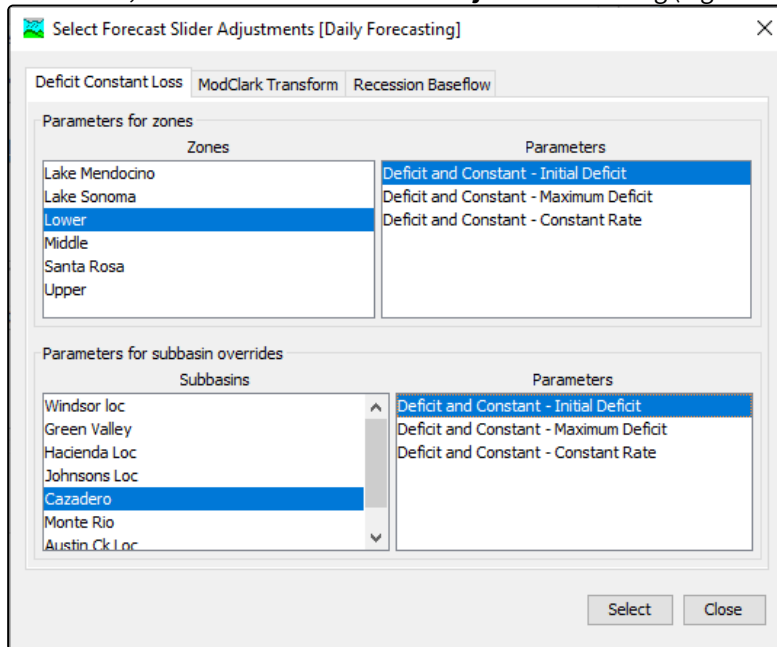 Select Forecast Slider Adjustments [Daily Forecasting]
Deficit Constant Loss ModClark Transform Recession Baseflow
Parameters for zones
Zones Parameters
Lake Mendocino Deficit and Constant - Initial Deficit
Lake Sonoma Deficit and Constant - Maximum Deficit
Lower Deficit and Constant - Constant Rate
Middle
Santa Rosa
Upper
Parameters for subbasin overrides
Subbasins Parameters
Windsor loc Deficit and Constant - Initial Deficit
Green Valley Deficit and Constant - Maximum Deficit
Hacienda Loc Deficit and Constant - Constant Rate
Johnsons Loc
Cazadero
Monte Rio
Austin Ck Loc
Select Close